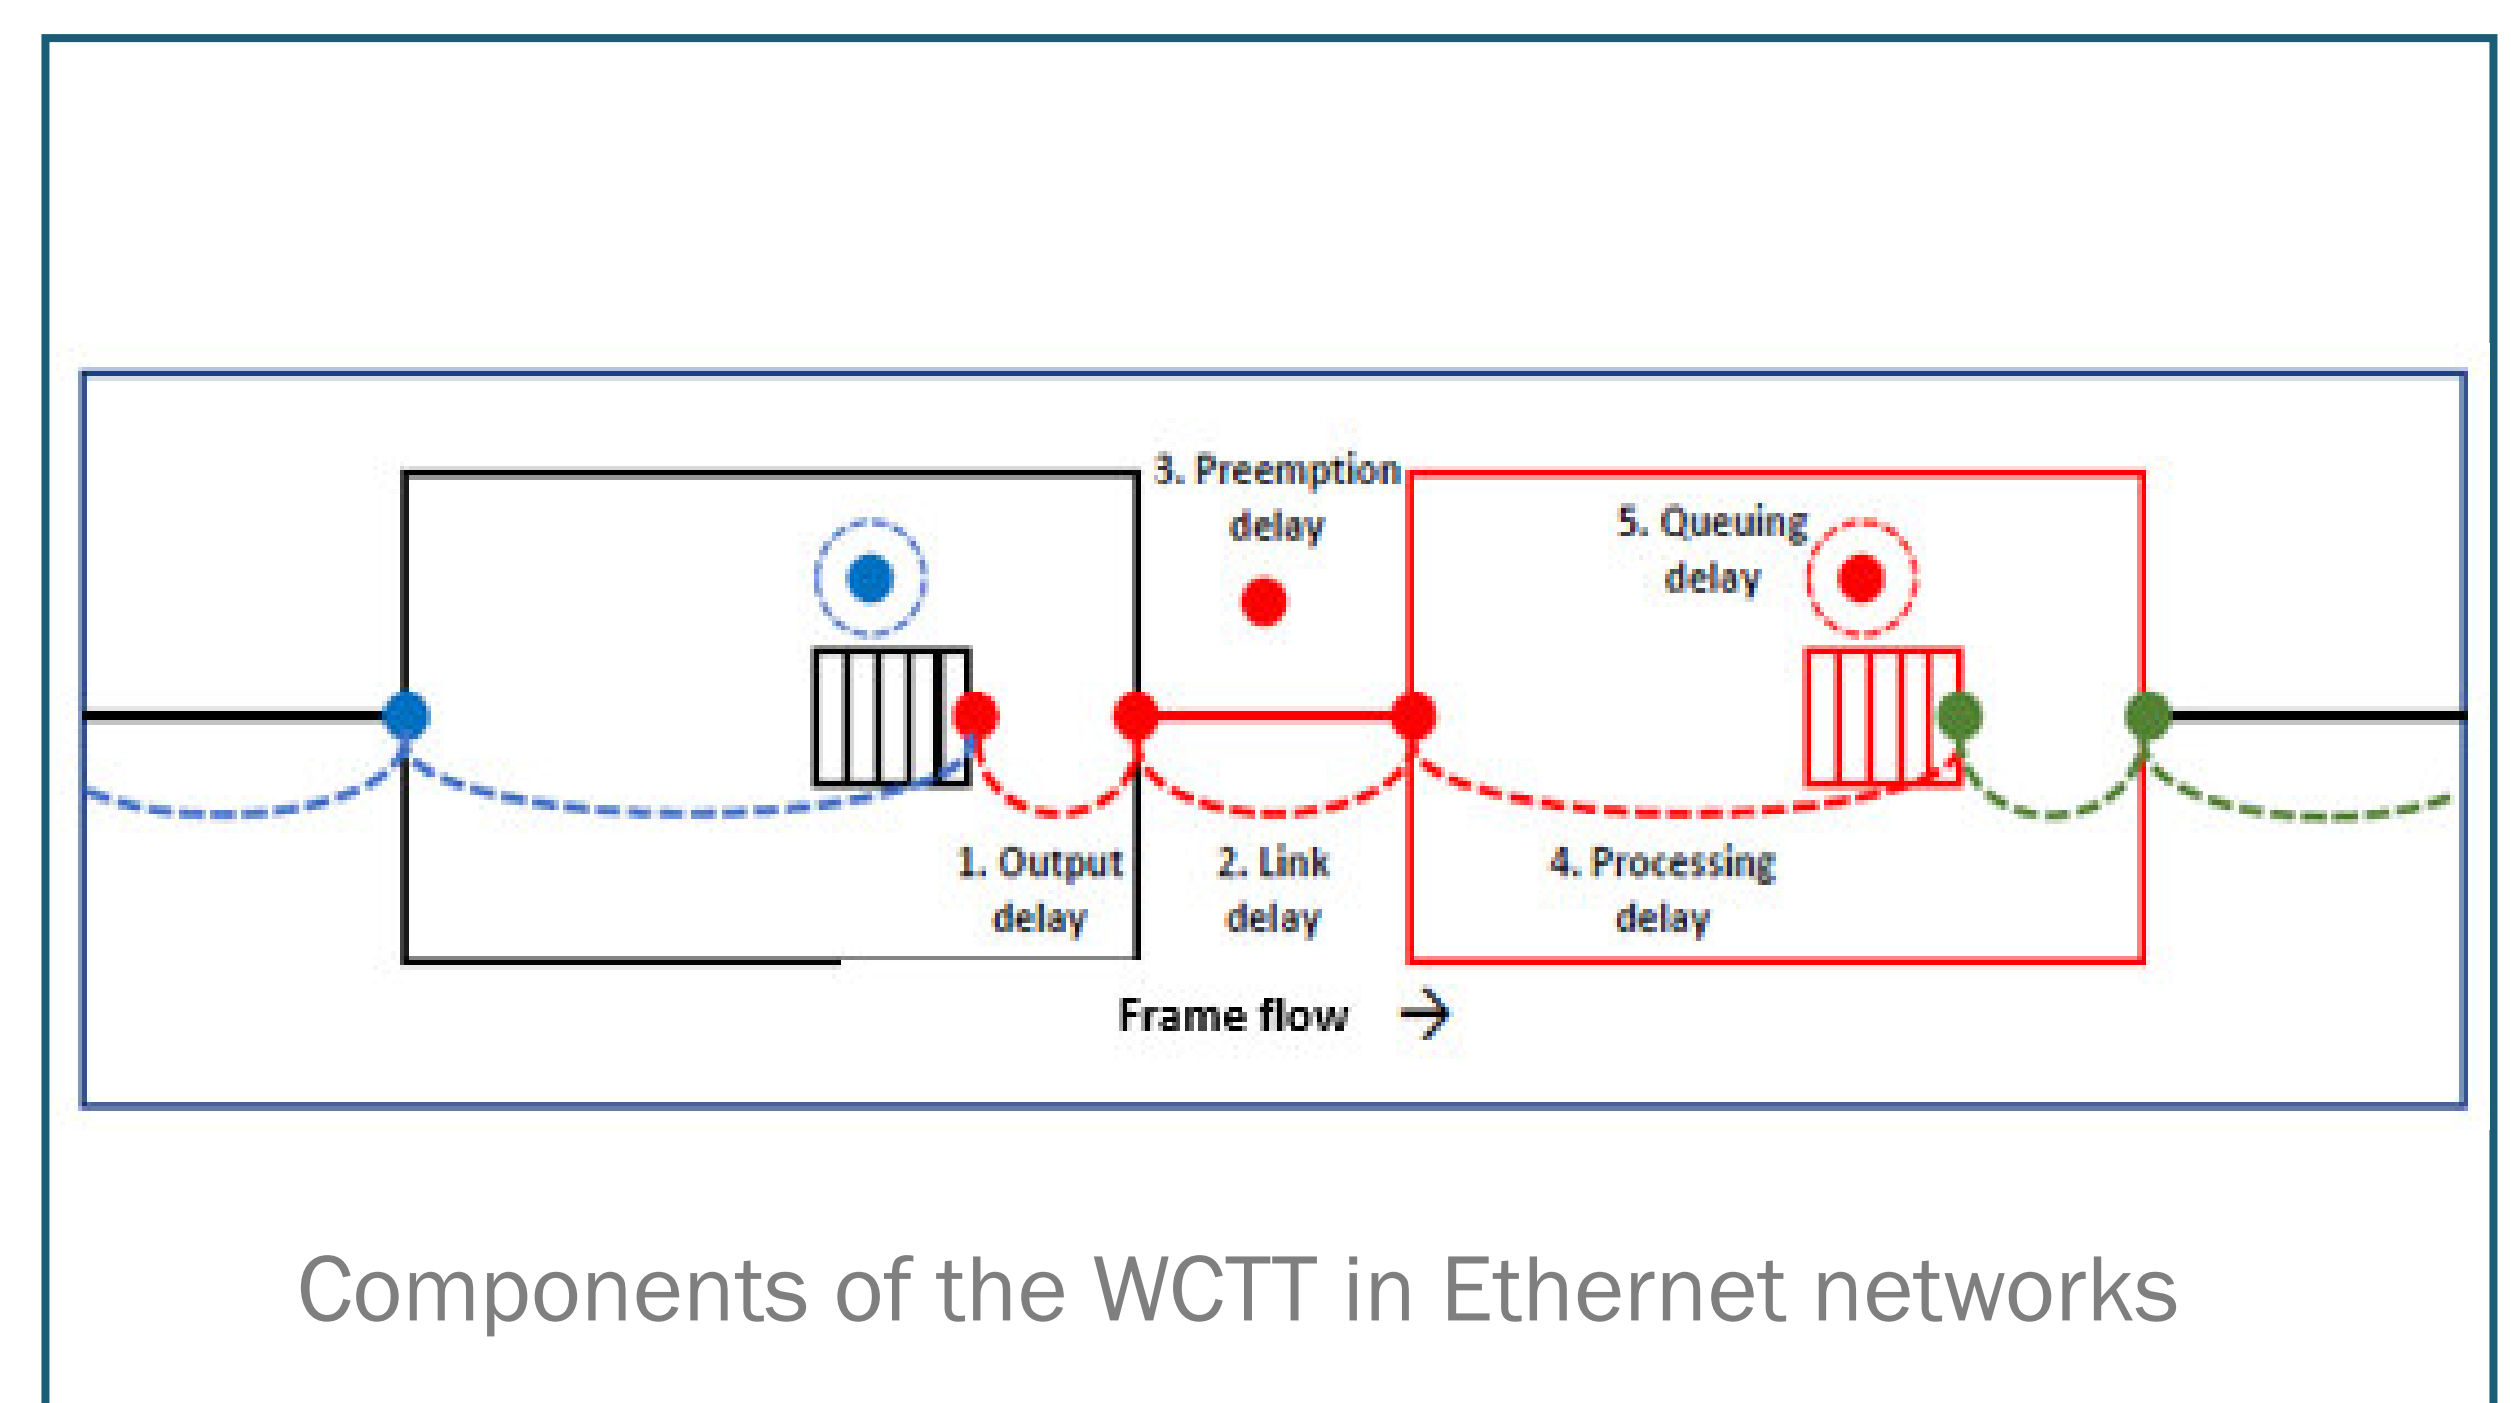 3. Preemption
delay
5. Queuing
delay
1. Output
delay
2. Link
delay
4. Processing
delay
Frame flow →
Components of the WCTT in Ethernet networks